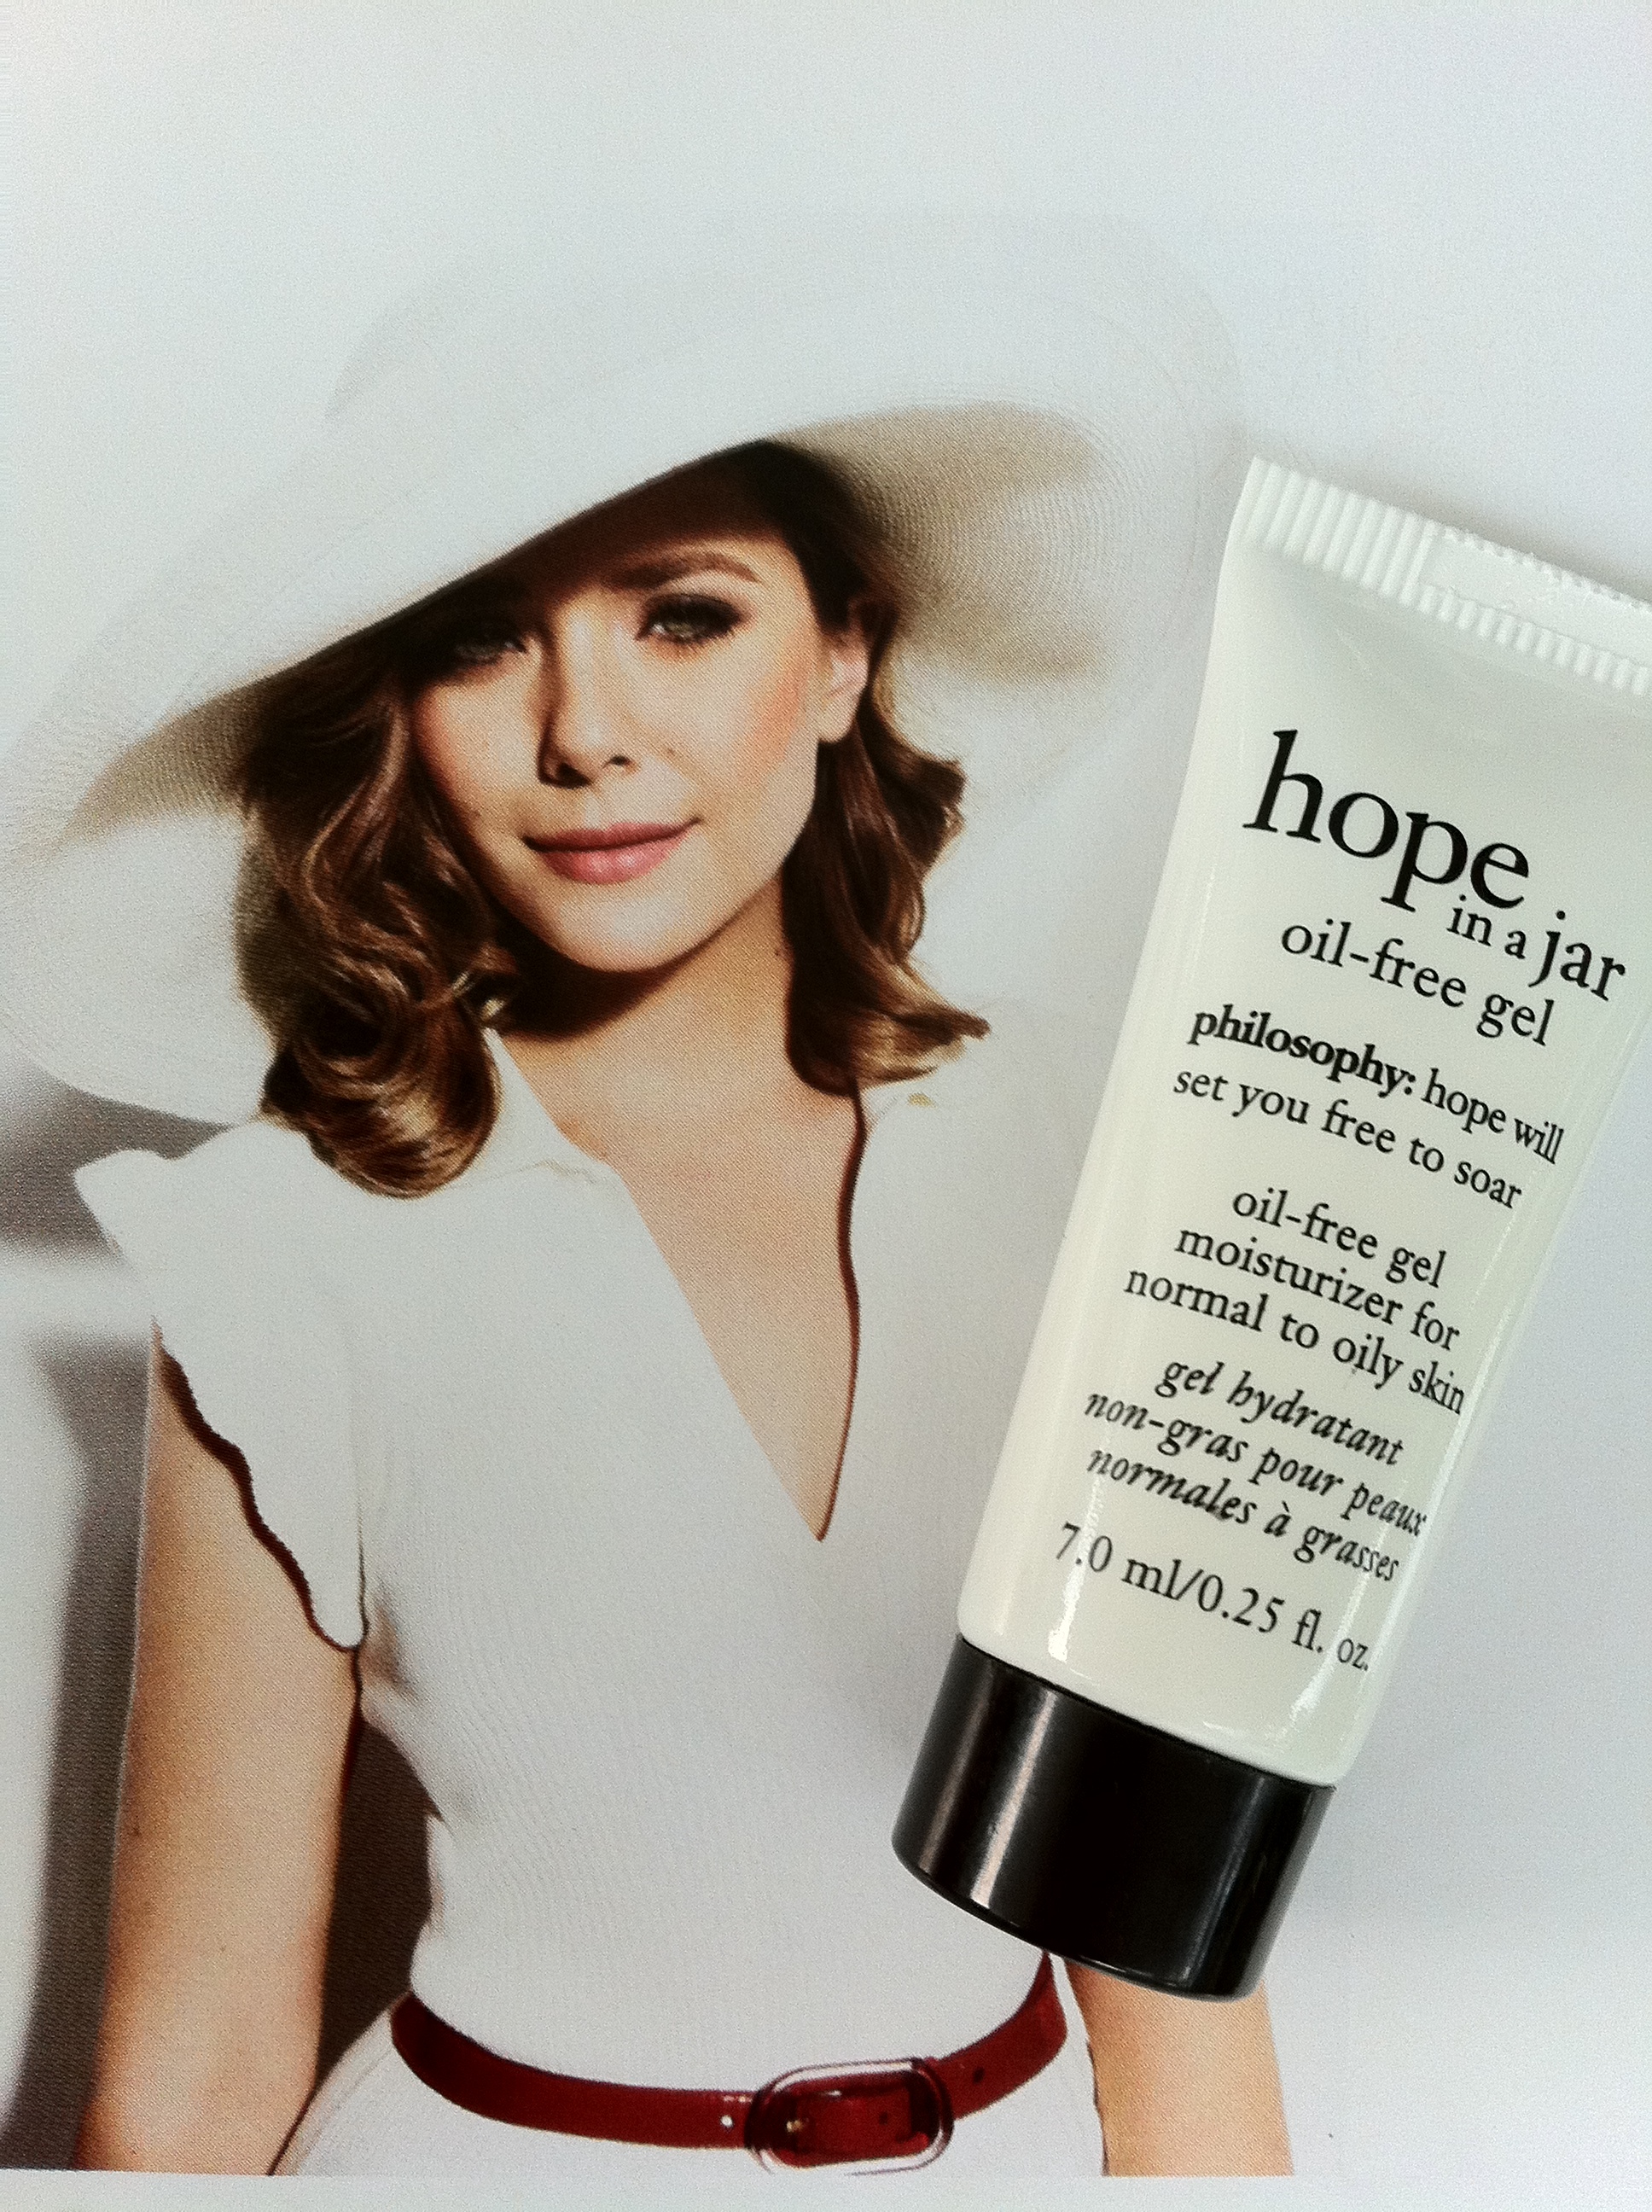 hope
in a jar
oil-free gel
philosophy: hope will
set you free to soar
oil-free gel
moisturizer for
normal to oily skin
gel hydratant
non-gras pour peaux
normales à grasses
7.0 ml/0.25 fl. oz.